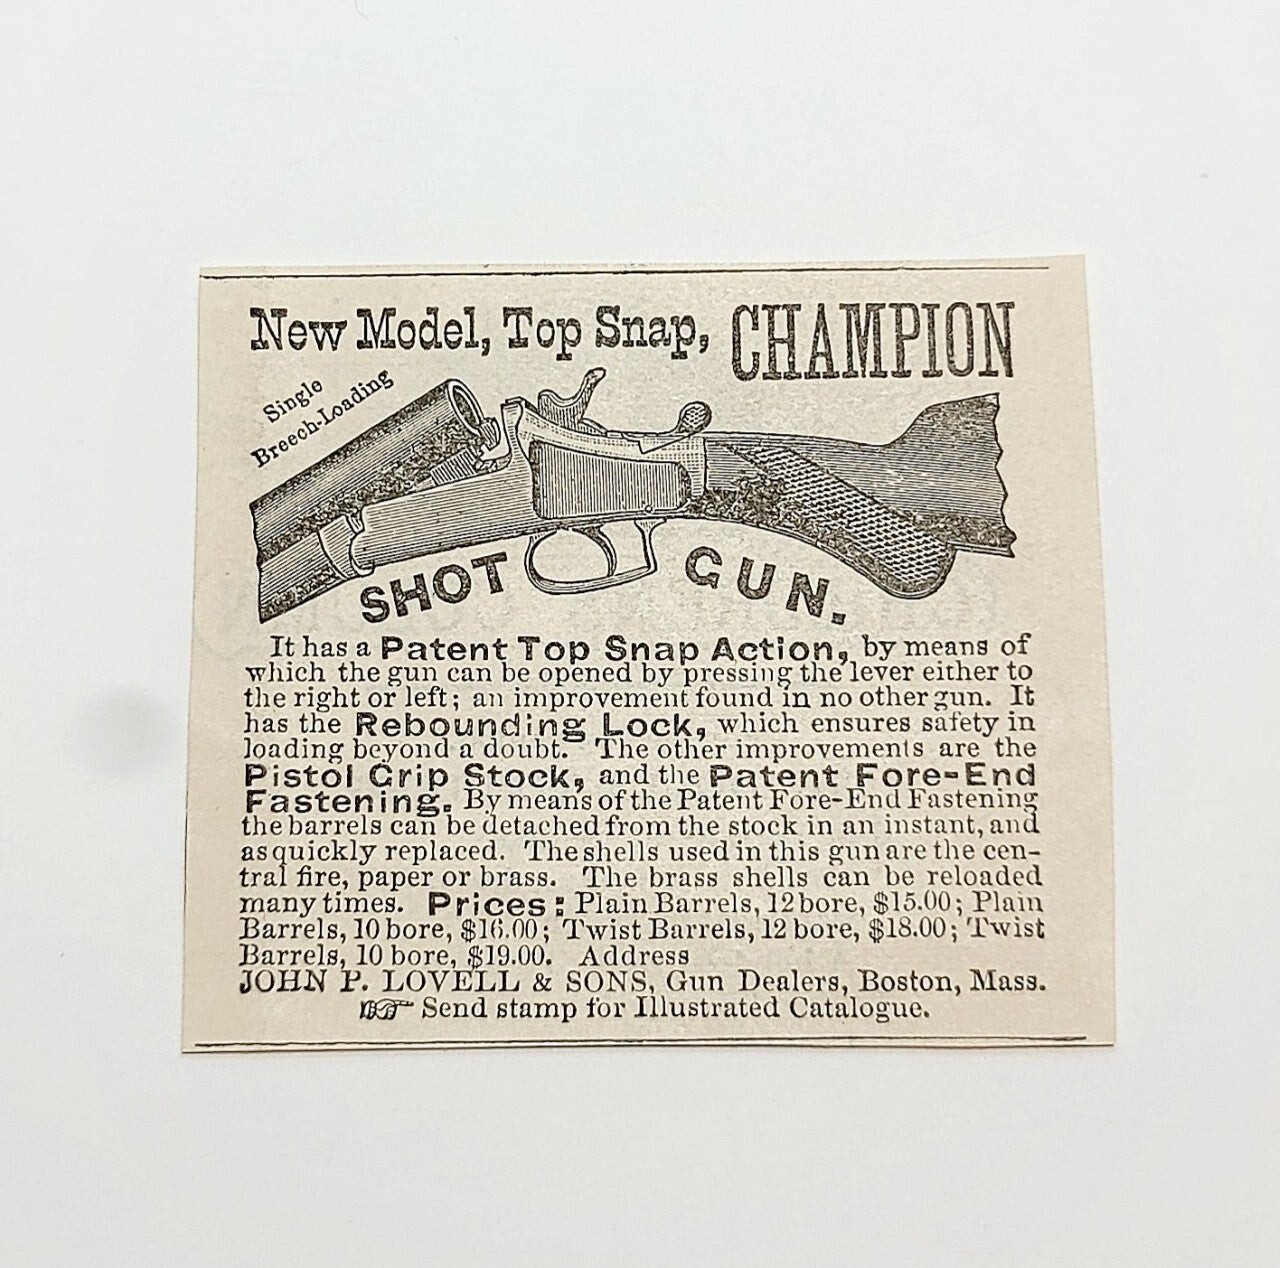 New Model, Top Snap, CHAMPION
Single
Breech-Loading
SHOT GUN.
It has a Patent Top Snap Action, by means of
which the gun can be opened by pressing the lever either to
the right or left; an improvement found in no other gun. It
has the Rebounding Lock, which ensures safety in
loading beyond a doubt. The other improvements are the
Pistol Grip Stock, and the Patent Fore-End
Fastening. By means of the Patent Fore-End Fastening
the barrels can be detached from the stock in an instant, and
as quickly replaced. The shells used in this gun are the cen-
tral fire, paper or brass. The brass shells can be reloaded
many times. Prices: Plain Barrels, 12 bore, $15.00; Plain
Barrels, 10 bore, $16.00; Twist Barrels, 12 bore, $18.00; Twist
Barrels, 10 bore, $19.00. Address
JOHN P. LOVELL & SONS, Gun Dealers, Boston, Mass.
☞ Send stamp for Illustrated Catalogue.